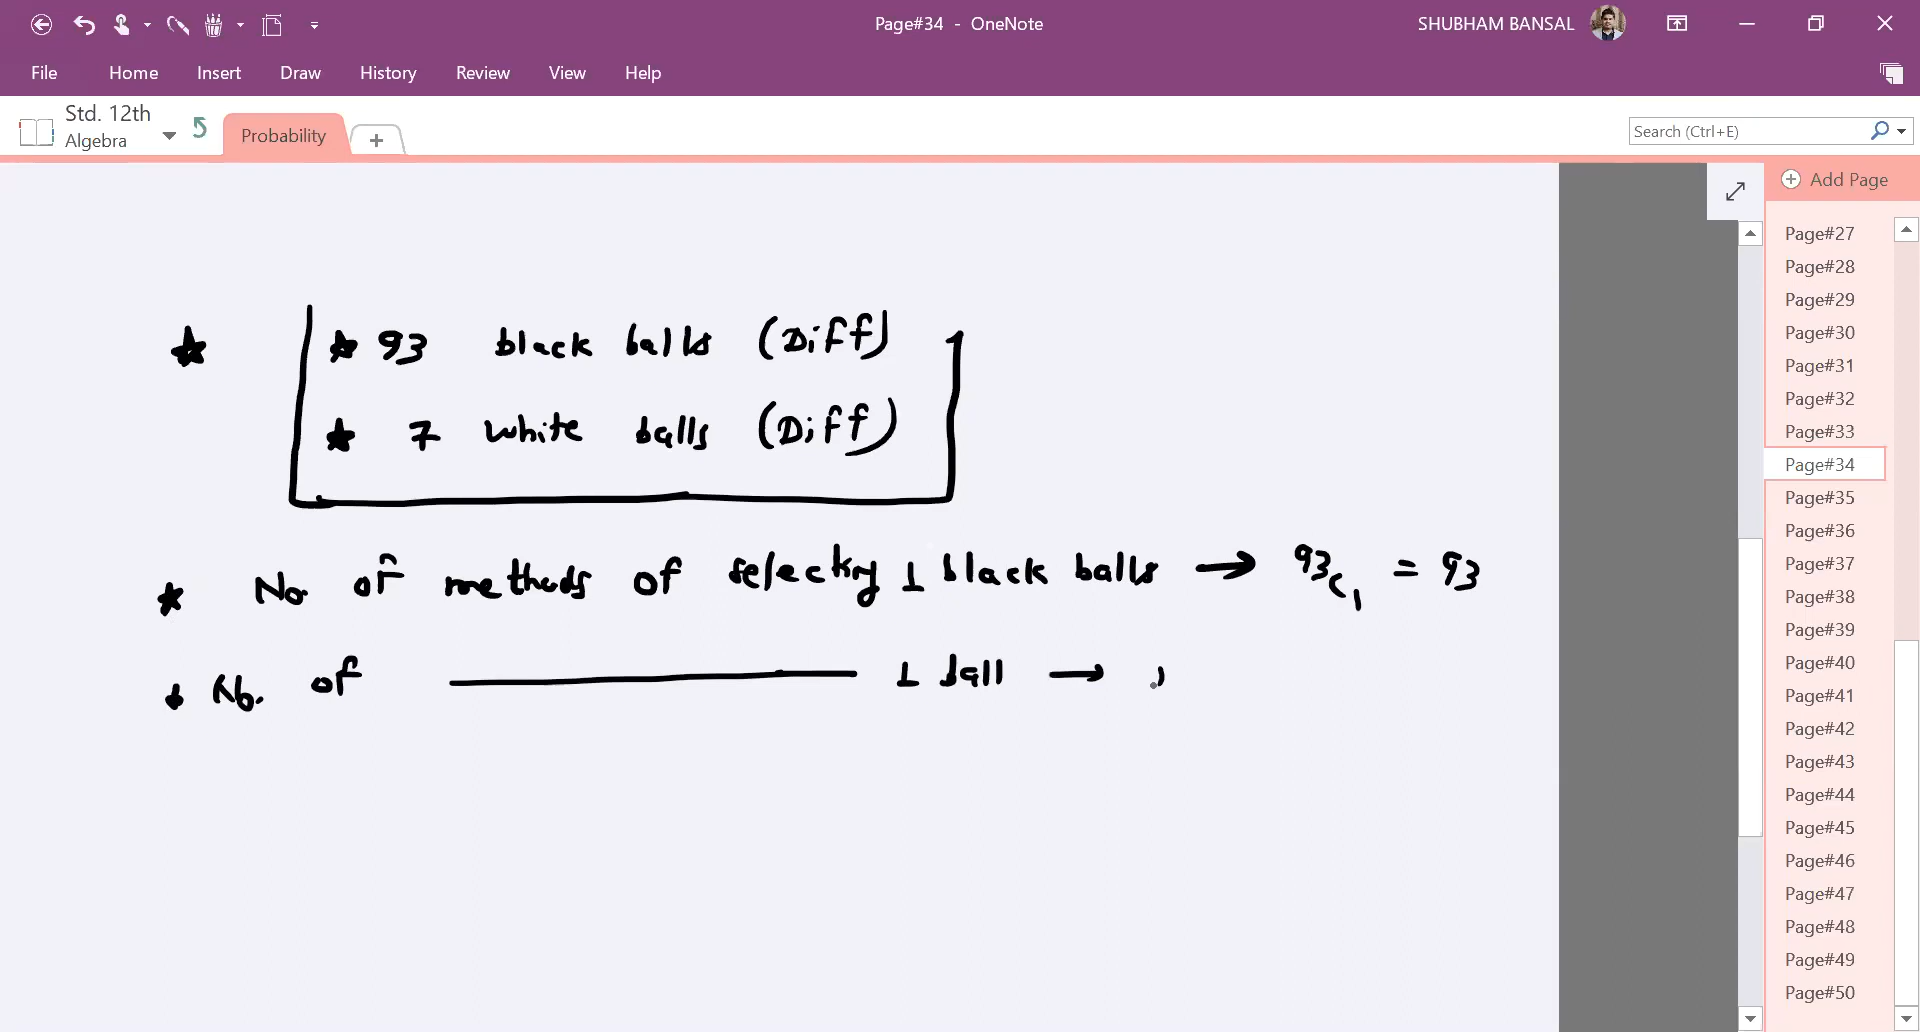 Page#34 - OneNote
SHUBHAM BANSAL
File Home Insert Draw History Review View Help
Std. 12th
Algebra
Probability
Search (Ctrl+E)
Add Page
93 black balls (Diff)
7 white balls (Diff)
No. of methods of selecting 1 black balls → 93C1 = 93
No. of 1 ball →
Page#27
Page#28
Page#29
Page#30
Page#31
Page#32
Page#33
Page#34
Page#35
Page#36
Page#37
Page#38
Page#39
Page#40
Page#41
Page#42
Page#43
Page#44
Page#45
Page#46
Page#47
Page#48
Page#49
Page#50